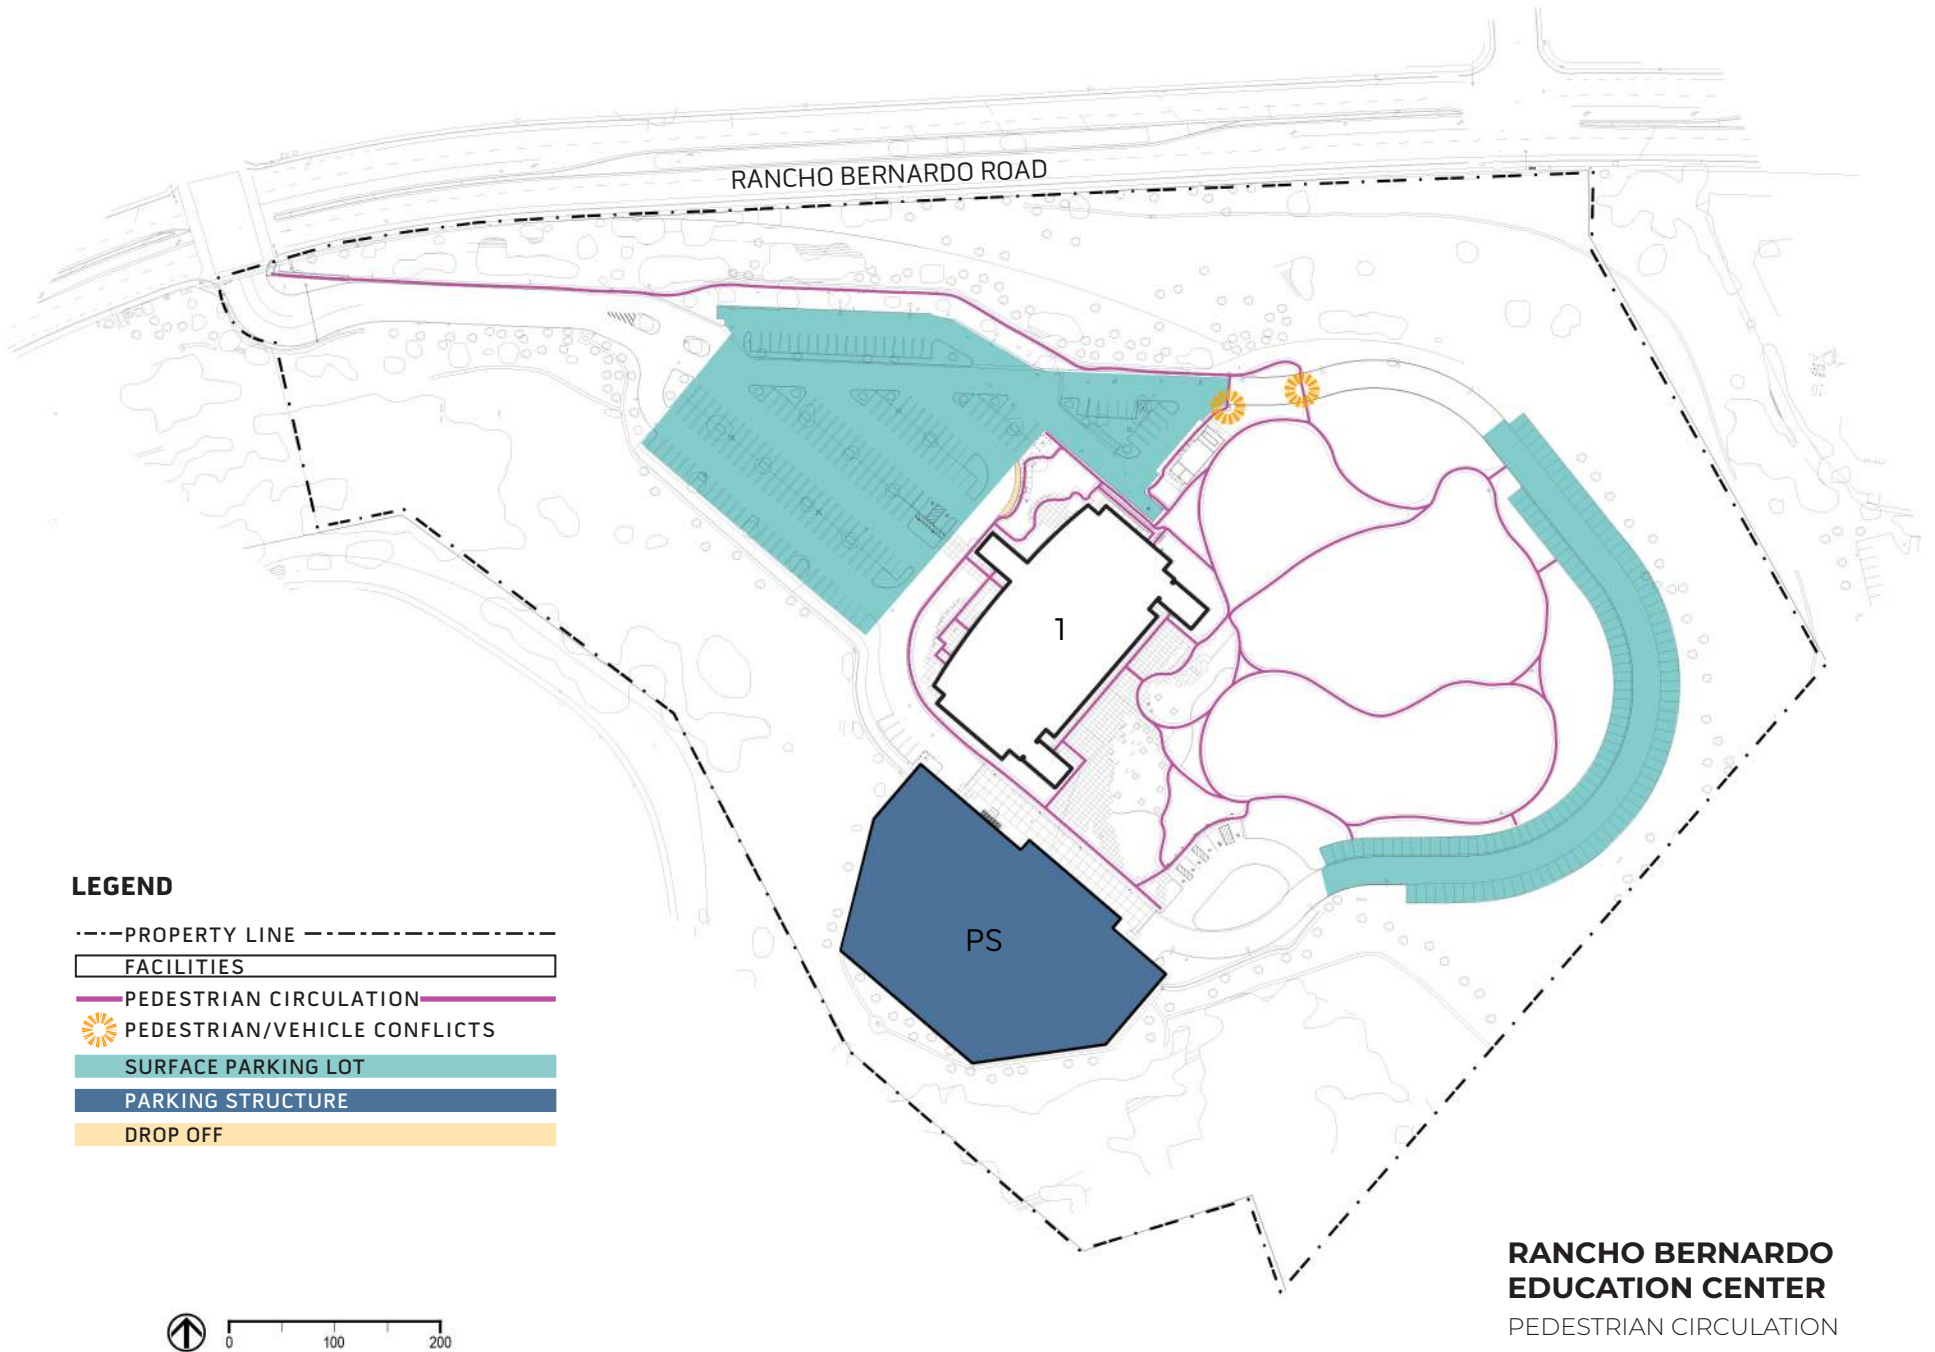 RANCHO BERNARDO ROAD
1
PS
LEGEND
PROPERTY LINE
FACILITIES
PEDESTRIAN CIRCULATION
PEDESTRIAN/VEHICLE CONFLICTS
SURFACE PARKING LOT
PARKING STRUCTURE
DROP OFF
0 100 200
RANCHO BERNARDO
EDUCATION CENTER
PEDESTRIAN CIRCULATION